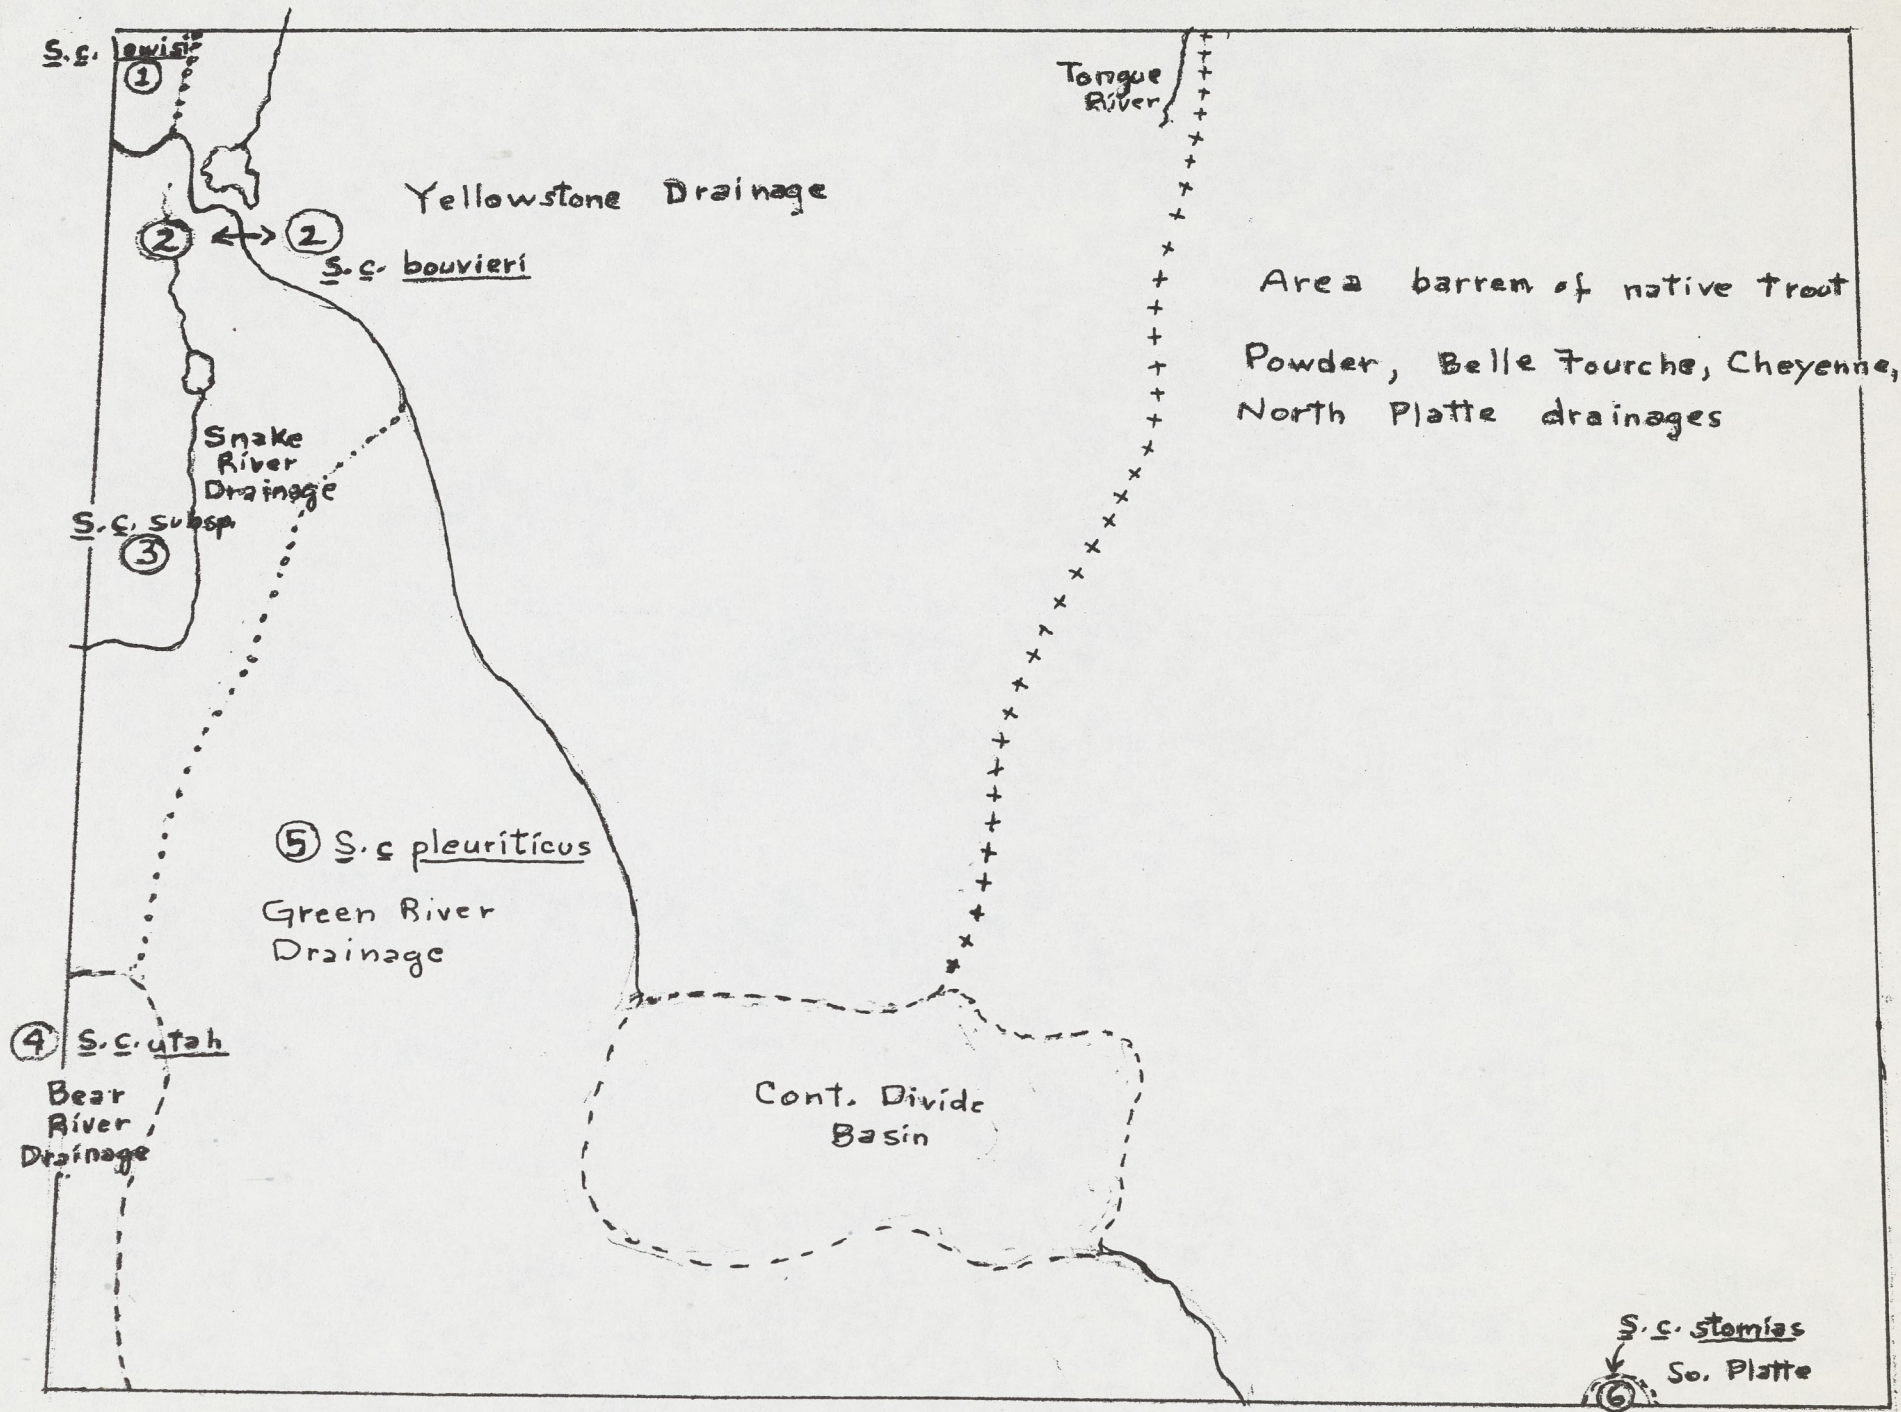 S.c. lewisi
1
Tongue
River
Yellowstone Drainage
2 ↔ 2
S.c. bouvieri
Area barren of native trout
Powder, Belle Fourche, Cheyenne,
North Platte drainages
Snake
River
Drainage
S.c. subsp.
3
5 S.c pleuriticus
Green River
Drainage
4 S.c. utah
Bear
River
Drainage
Cont. Divide
Basin
S.c. stomias
So. Platte
6